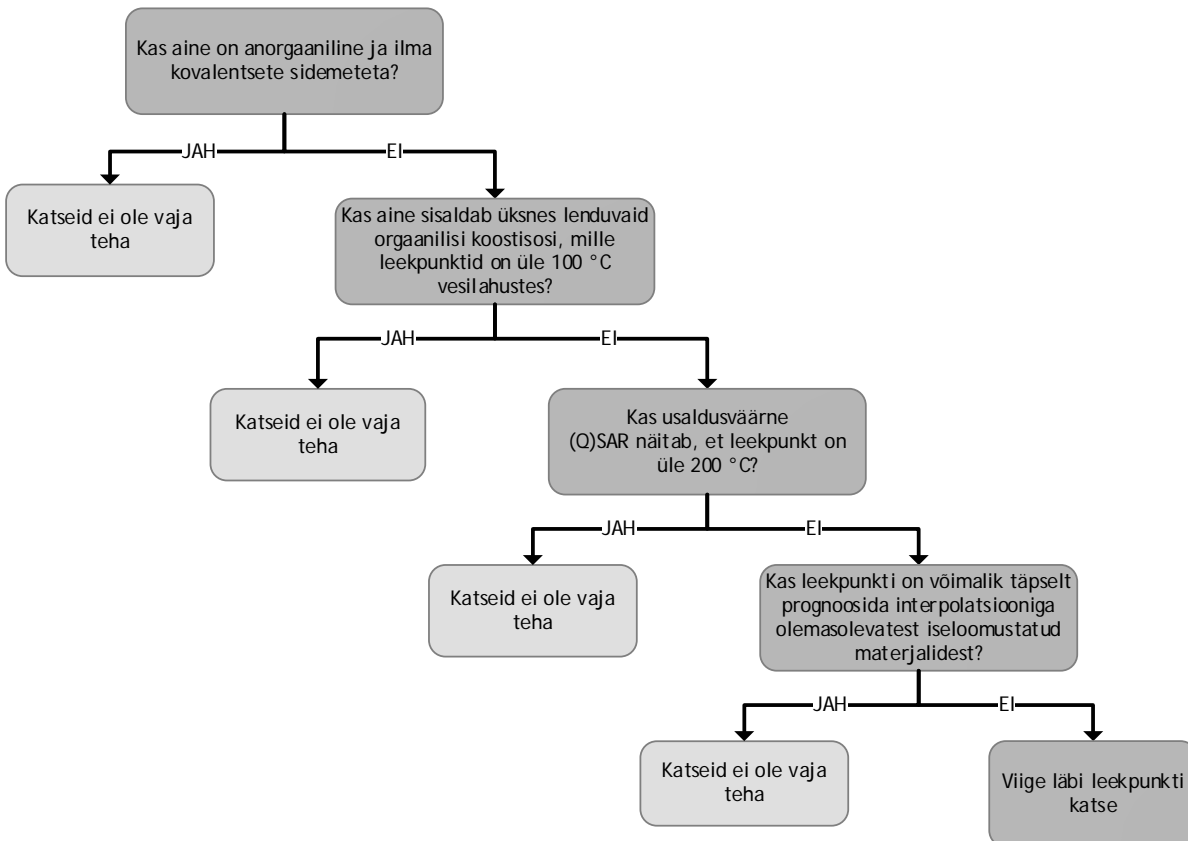 Kas aine on anorgaaniline ja ilma
kovalentsete sidemeteta?
JAH
EI
Katseid ei ole vaja
teha
Kas aine sisaldab üksnes lenduvaid
orgaanilisi koostisosi, mille
leekpunktid on üle 100 °C
vesilahustes?
JAH
EI
Katseid ei ole vaja
teha
Kas usaldusväärne
(Q)SAR näitab, et leekpunkt on
üle 200 °C?
JAH
EI
Katseid ei ole vaja
teha
Kas leekpunkti on võimalik täpselt
prognoosida interpolatsiooniga
olemasolevatest iseloomustatud
materjalidest?
JAH
EI
Katseid ei ole vaja
teha
Viige läbi leekpunkti
katse